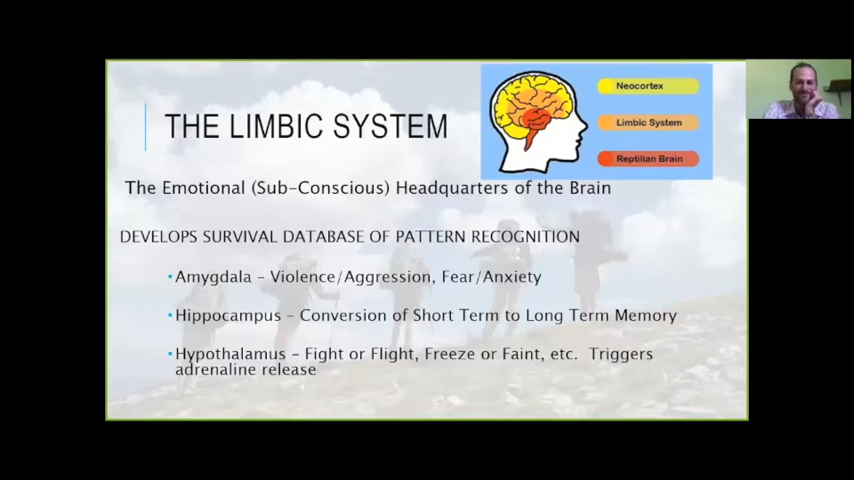 THE LIMBIC SYSTEM
Neocortex
Limbic System
Reptilian Brain
The Emotional (Sub-Conscious) Headquarters of the Brain
DEVELOPS SURVIVAL DATABASE OF PATTERN RECOGNITION
•Amygdala – Violence/Aggression, Fear/Anxiety
•Hippocampus – Conversion of Short Term to Long Term Memory
•Hypothalamus – Fight or Flight, Freeze or Faint, etc. Triggers
adrenaline release